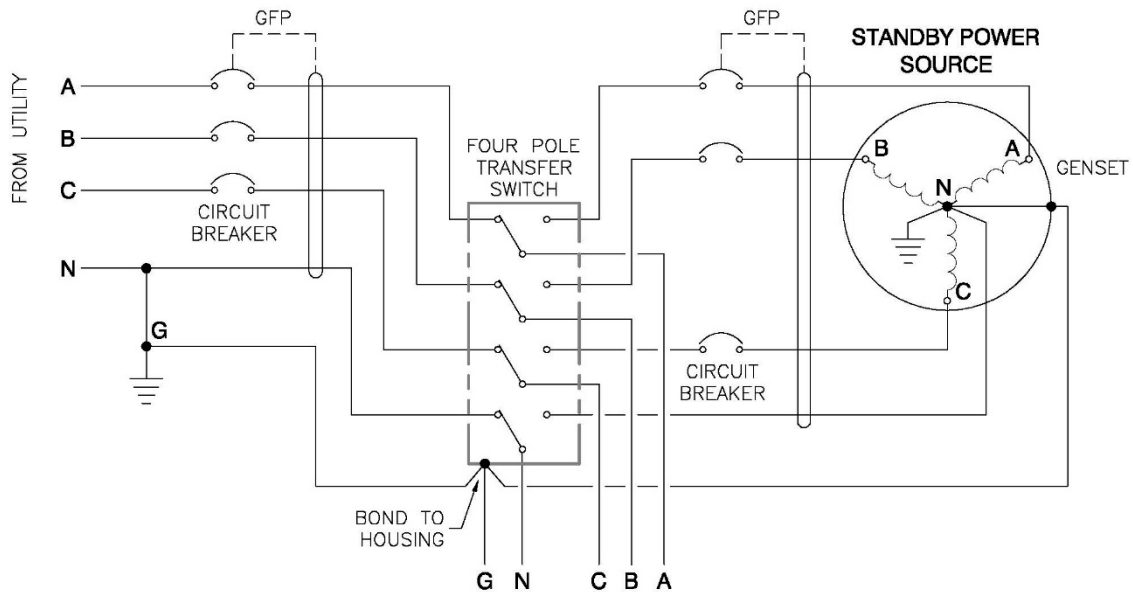 GFP
GFP
STANDBY POWER
SOURCE
FROM UTILITY
A
B
C
N
G
CIRCUIT
BREAKER
FOUR POLE
TRANSFER
SWITCH
B
A
N
C
GENSET
CIRCUIT
BREAKER
BOND TO
HOUSING
G N C B A